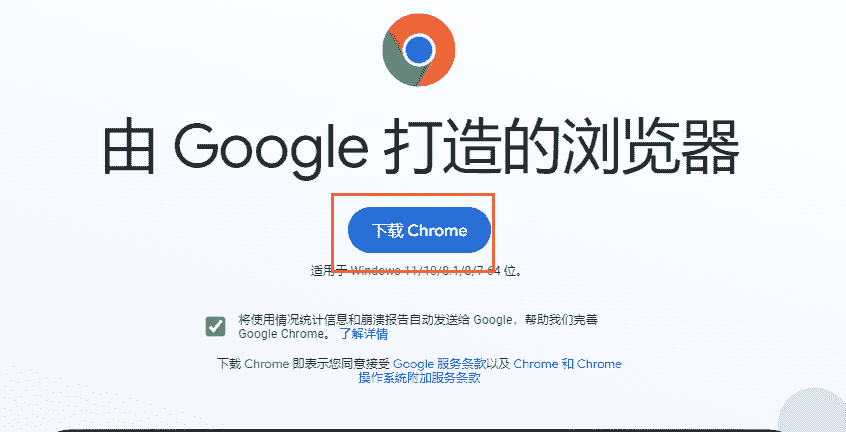 由 Google 打造的浏览器
下载 Chrome
适用于 Windows 11/10/8.1/8/7 64 位。
将使用情况统计信息和崩溃报告自动发送给 Google，帮助我们完善
Google Chrome。 了解详情
下载 Chrome 即表示您同意接受 Google 服务条款以及 Chrome 和 Chrome
操作系统附加服务条款